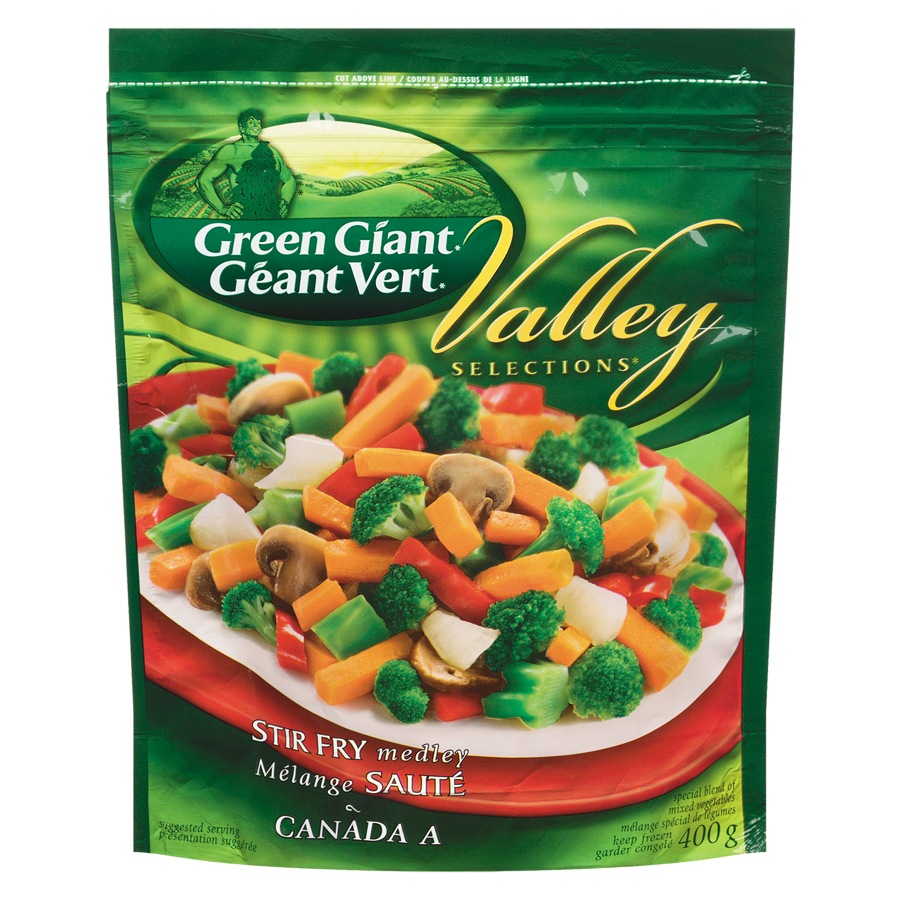 CUT ABOVE LINE / COUPER AU-DESSUS DE LA LIGNE
Green Giant*
Géant Vert*
Valley
SELECTIONS*
STIR FRY medley
Mélange SAUTÉ
CANADA A
suggested serving
présentation suggérée
special blend of
mixed vegetables
mélange spécial de légumes
keep frozen
garder congelé 400 g